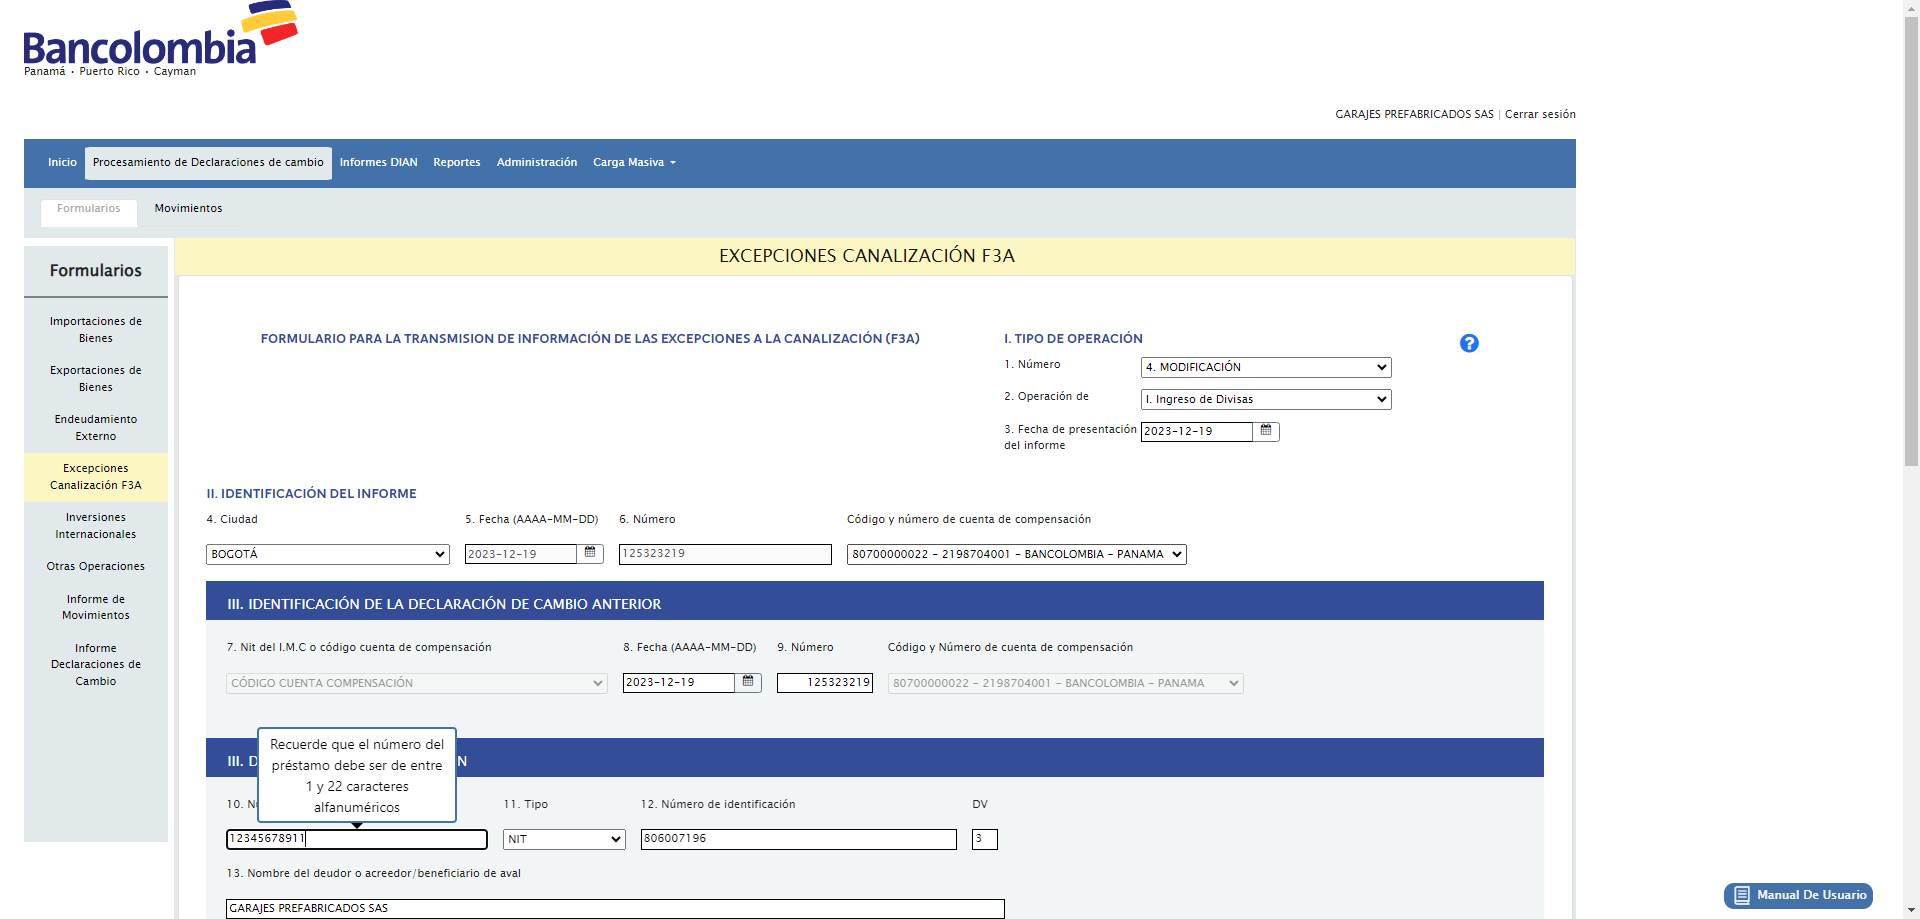 Bancolombia
Panamá • Puerto Rico • Cayman
GARAJES PREFABRICADOS SAS | Cerrar sesión
Inicio
Procesamiento de Declaraciones de cambio
Informes DIAN
Reportes
Administración
Carga Masiva
Formularios
Movimientos
Formularios
Importaciones de
Bienes
Exportaciones de
Bienes
Endeudamiento
Externo
Excepciones
Canalización F3A
Inversiones
Internacionales
Otras Operaciones
Informe de
Movimientos
Informe
Declaraciones de
Cambio
EXCEPCIONES CANALIZACIÓN F3A
FORMULARIO PARA LA TRANSMISION DE INFORMACIÓN DE LAS EXCEPCIONES A LA CANALIZACIÓN (F3A)
I. TIPO DE OPERACIÓN
?
1. Número
4. MODIFICACIÓN
2. Operación de
I. Ingreso de Divisas
3. Fecha de presentación
del informe
2023-12-19
II. IDENTIFICACIÓN DEL INFORME
4. Ciudad
5. Fecha (AAAA-MM-DD)
6. Número
Código y número de cuenta de compensación
BOGOTÁ
2023-12-19
125323219
80700000022 - 2198704001 - BANCOLOMBIA - PANAMA
III. IDENTIFICACIÓN DE LA DECLARACIÓN DE CAMBIO ANTERIOR
7. Nit del I.M.C o código cuenta de compensación
8. Fecha (AAAA-MM-DD)
9. Número
Código y Número de cuenta de compensación
CÓDIGO CUENTA COMPENSACIÓN
2023-12-19
125323219
80700000022 - 2198704001 - BANCOLOMBIA - PANAMA
Recuerde que el número del
préstamo debe ser de entre
1 y 22 caracteres
alfanuméricos
III. D
N
10. N
11. Tipo
12. Número de identificación
DV
12345678911
NIT
806007196
3
13. Nombre del deudor o acreedor/beneficiario de aval
GARAJES PREFABRICADOS SAS
Manual De Usuario